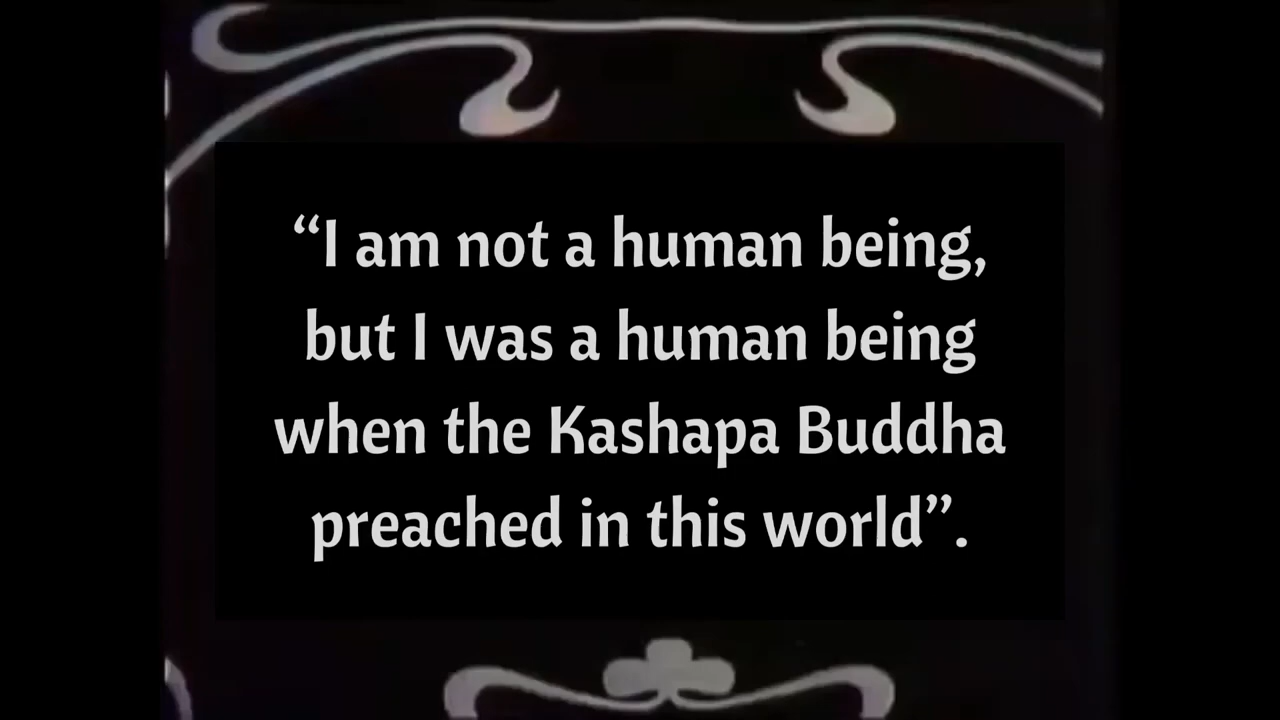 “I am not a human being,
but I was a human being
when the Kashapa Buddha
preached in this world”.